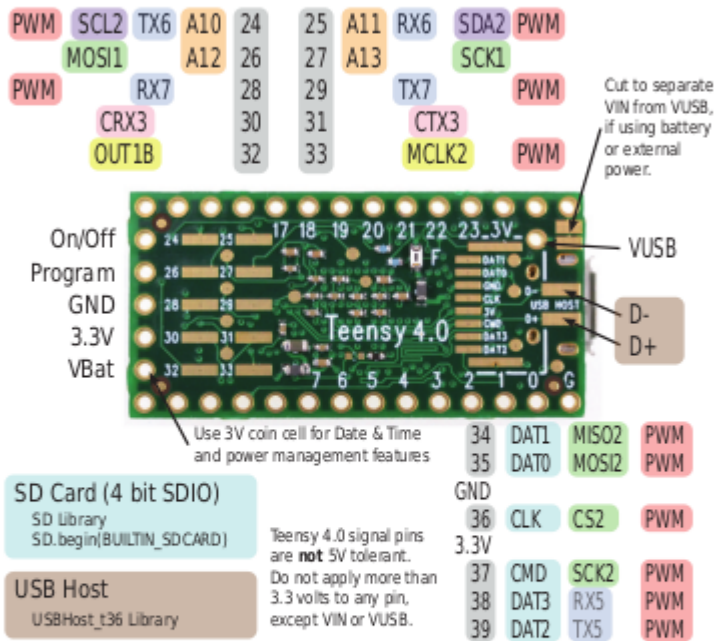 PWM SCL2 TX6 A10 24 25 A11 RX6 SDA2 PWM
MOSI1 A12 26 27 A13 SCK1
PWM RX7 28 29 TX7 PWM
CRX3 30 31 CTX3
OUT1B 32 33 MCLK2 PWM
Cut to separate
VIN from VUSB,
if using battery
or external
power.
17 18 19 20 21 22 23 3V
On/Off
Program
GND
3.3V
VBat
24 25
26 27
28 29
30 31
32 33
F
Teensy 4.0
DAT1
DAT0
GND
CLK
3V
CMD
DAT3
DAT2
D-
USB HOST
D+
7 6 5 4 3 2 1 0 G
VUSB
D-
D+
Use 3V coin cell for Date & Time
and power management features
SD Card (4 bit SDIO)
SD Library
SD.begin(BUILTIN_SDCARD)
USB Host
USBHost_t36 Library
Teensy 4.0 signal pins
are not 5V tolerant.
Do not apply more than
3.3 volts to any pin,
except VIN or VUSB.
34 DAT1 MISO2 PWM
35 DAT0 MOSI2 PWM
GND
36 CLK CS2 PWM
3.3V
37 CMD SCK2 PWM
38 DAT3 RX5 PWM
39 DAT2 TX5 PWM